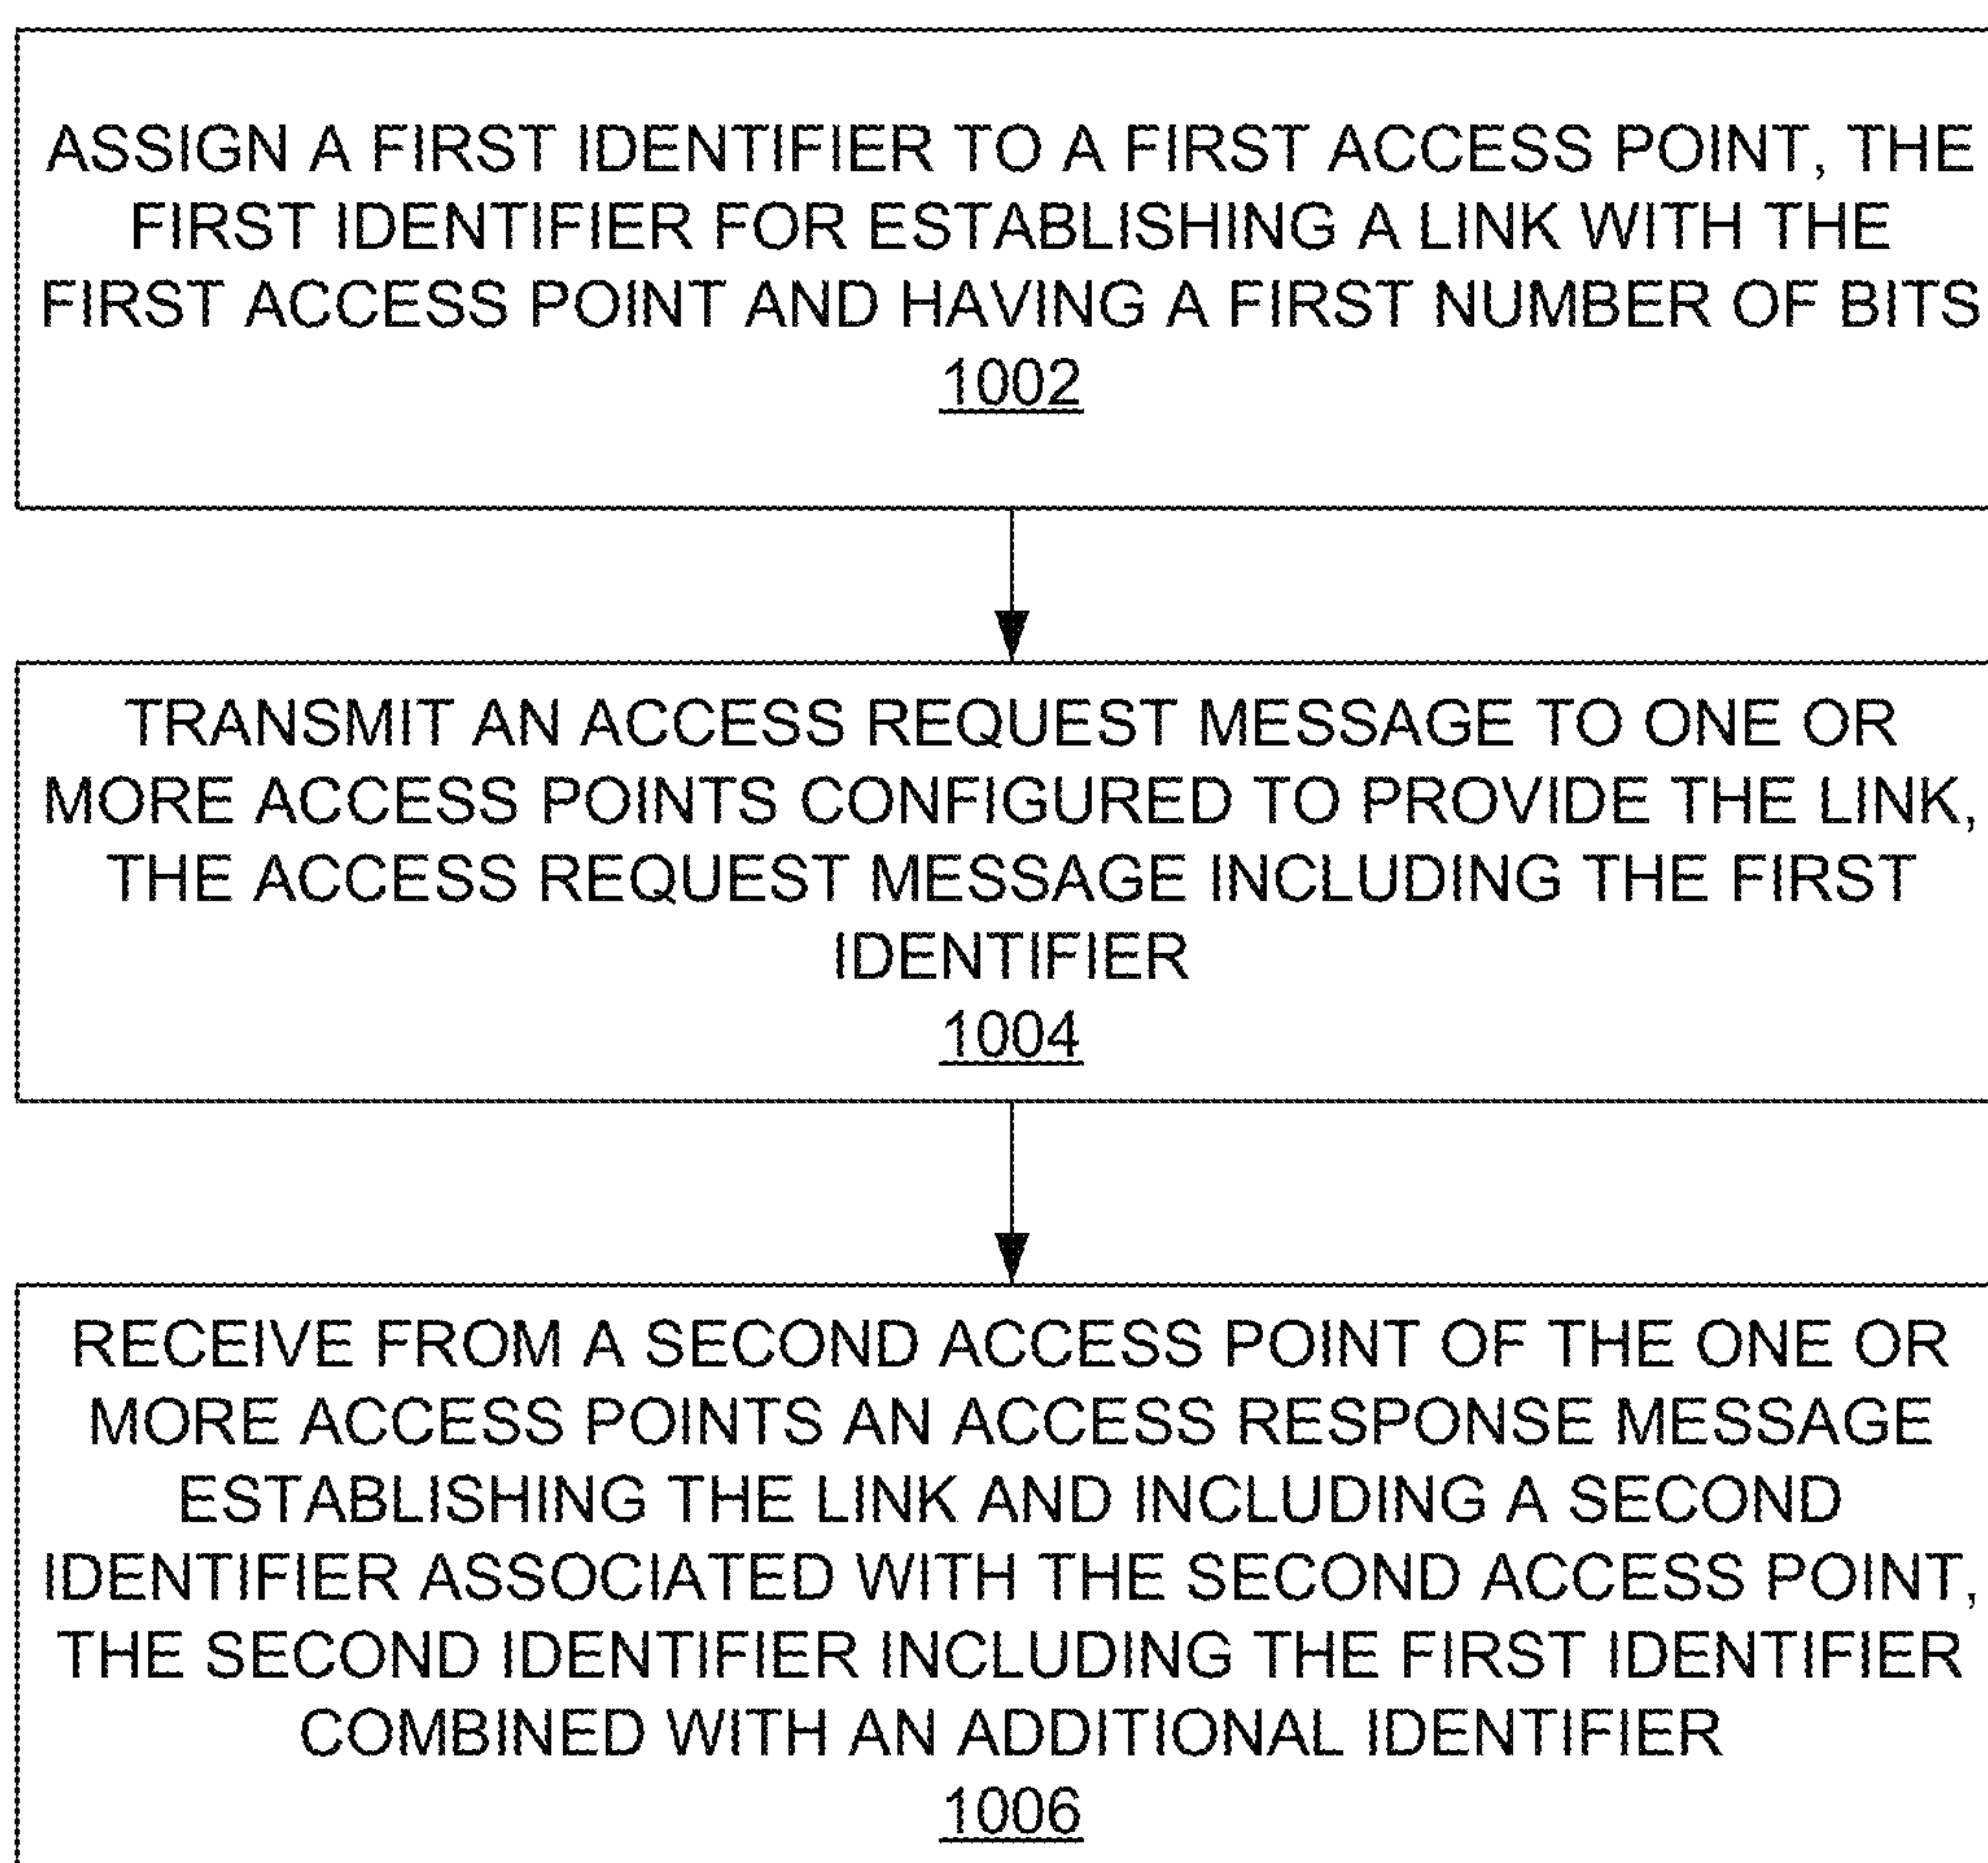 ASSIGN A FIRST IDENTIFIER TO A FIRST ACCESS POINT, THE
FIRST IDENTIFIER FOR ESTABLISHING A LINK WITH THE
FIRST ACCESS POINT AND HAVING A FIRST NUMBER OF BITS
1002
TRANSMIT AN ACCESS REQUEST MESSAGE TO ONE OR
MORE ACCESS POINTS CONFIGURED TO PROVIDE THE LINK,
THE ACCESS REQUEST MESSAGE INCLUDING THE FIRST
IDENTIFIER
1004
RECEIVE FROM A SECOND ACCESS POINT OF THE ONE OR
MORE ACCESS POINTS AN ACCESS RESPONSE MESSAGE
ESTABLISHING THE LINK AND INCLUDING A SECOND
IDENTIFIER ASSOCIATED WITH THE SECOND ACCESS POINT,
THE SECOND IDENTIFIER INCLUDING THE FIRST IDENTIFIER
COMBINED WITH AN ADDITIONAL IDENTIFIER
1006